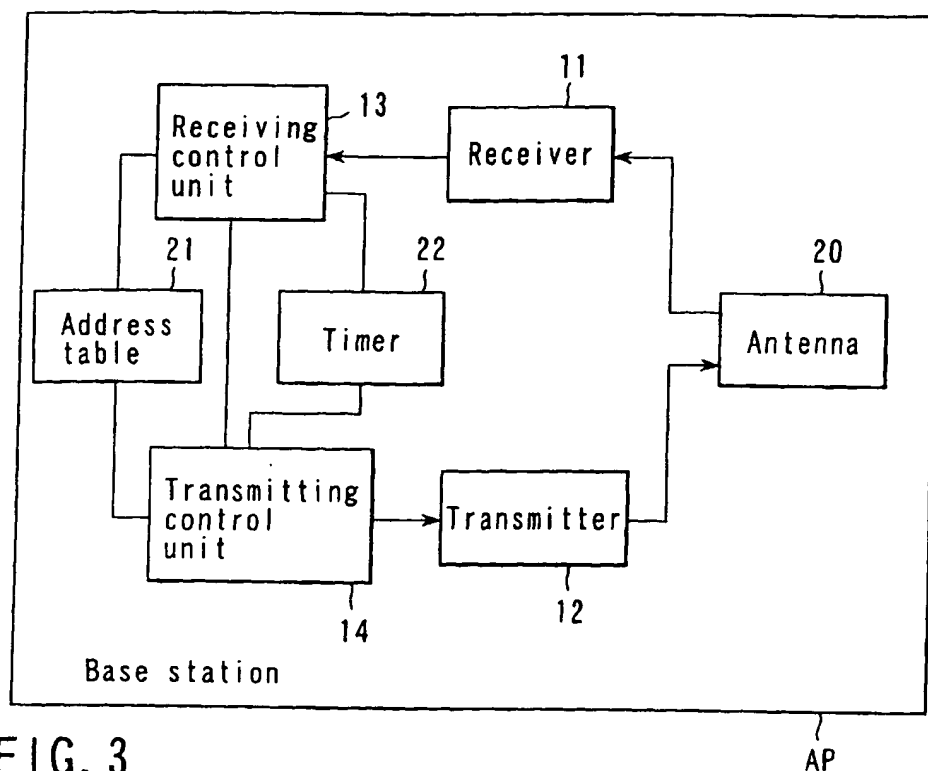 11
13
Receiving
control
unit
Receiver
21
22
20
Address
table
Timer
Antenna
Transmitting
control
unit
Transmitter
14
12
Base station
AP
FIG. 3